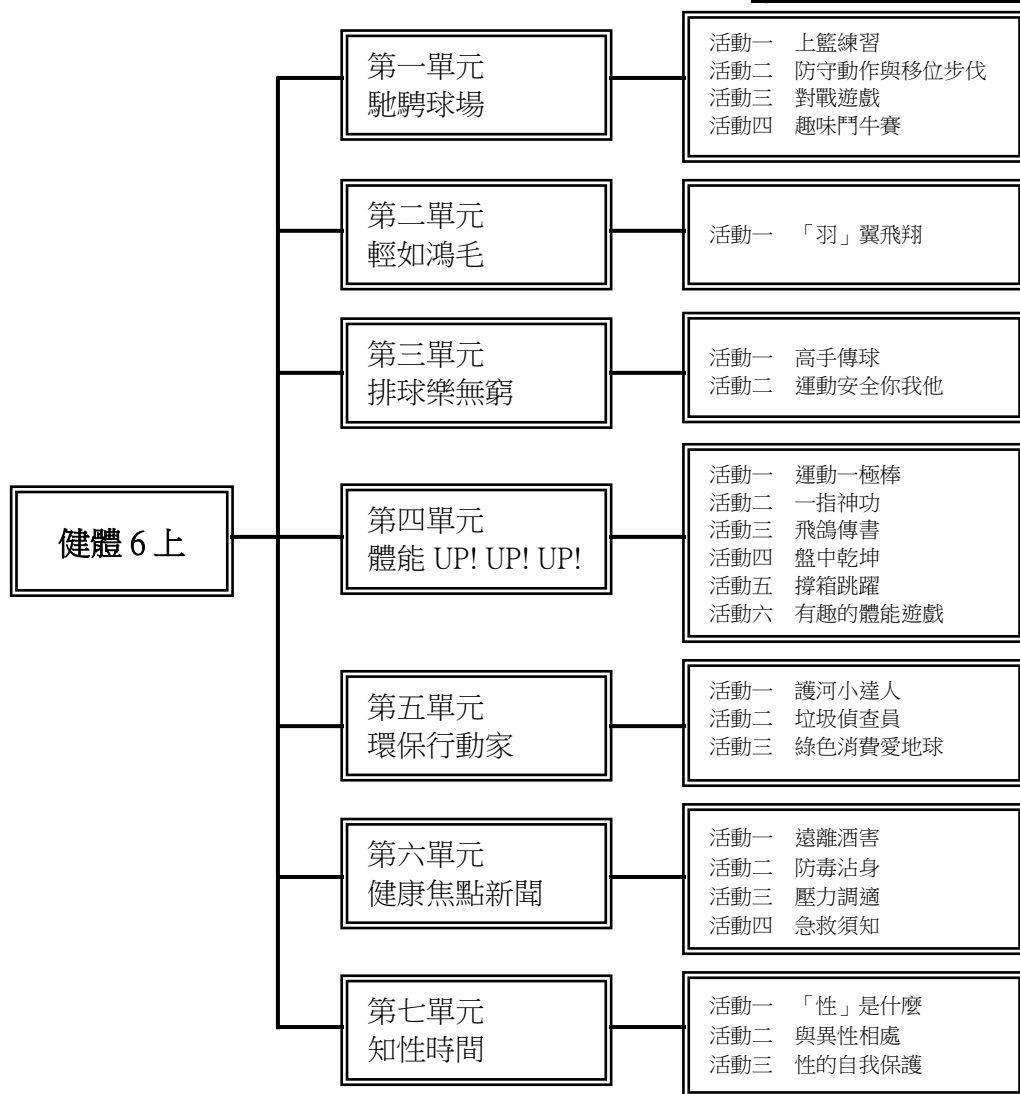 健體 6 上
第一單元
馳騁球場
活動一 上籃練習
活動二 防守動作與移位步伐
活動三 對戰遊戲
活動四 趣味鬥牛賽
第二單元
輕如鴻毛
活動一 「羽」翼飛翔
第三單元
排球樂無窮
活動一 高手傳球
活動二 運動安全你我他
第四單元
體能 UP! UP! UP!
活動一 運動一極棒
活動二 一指神功
活動三 飛鴿傳書
活動四 盤中乾坤
活動五 撐箱跳躍
活動六 有趣的體能遊戲
第五單元
環保行動家
活動一 護河小達人
活動二 垃圾偵查員
活動三 綠色消費愛地球
第六單元
健康焦點新聞
活動一 遠離酒害
活動二 防毒沾身
活動三 壓力調適
活動四 急救須知
第七單元
知性時間
活動一 「性」是什麼
活動二 與異性相處
活動三 性的自我保護